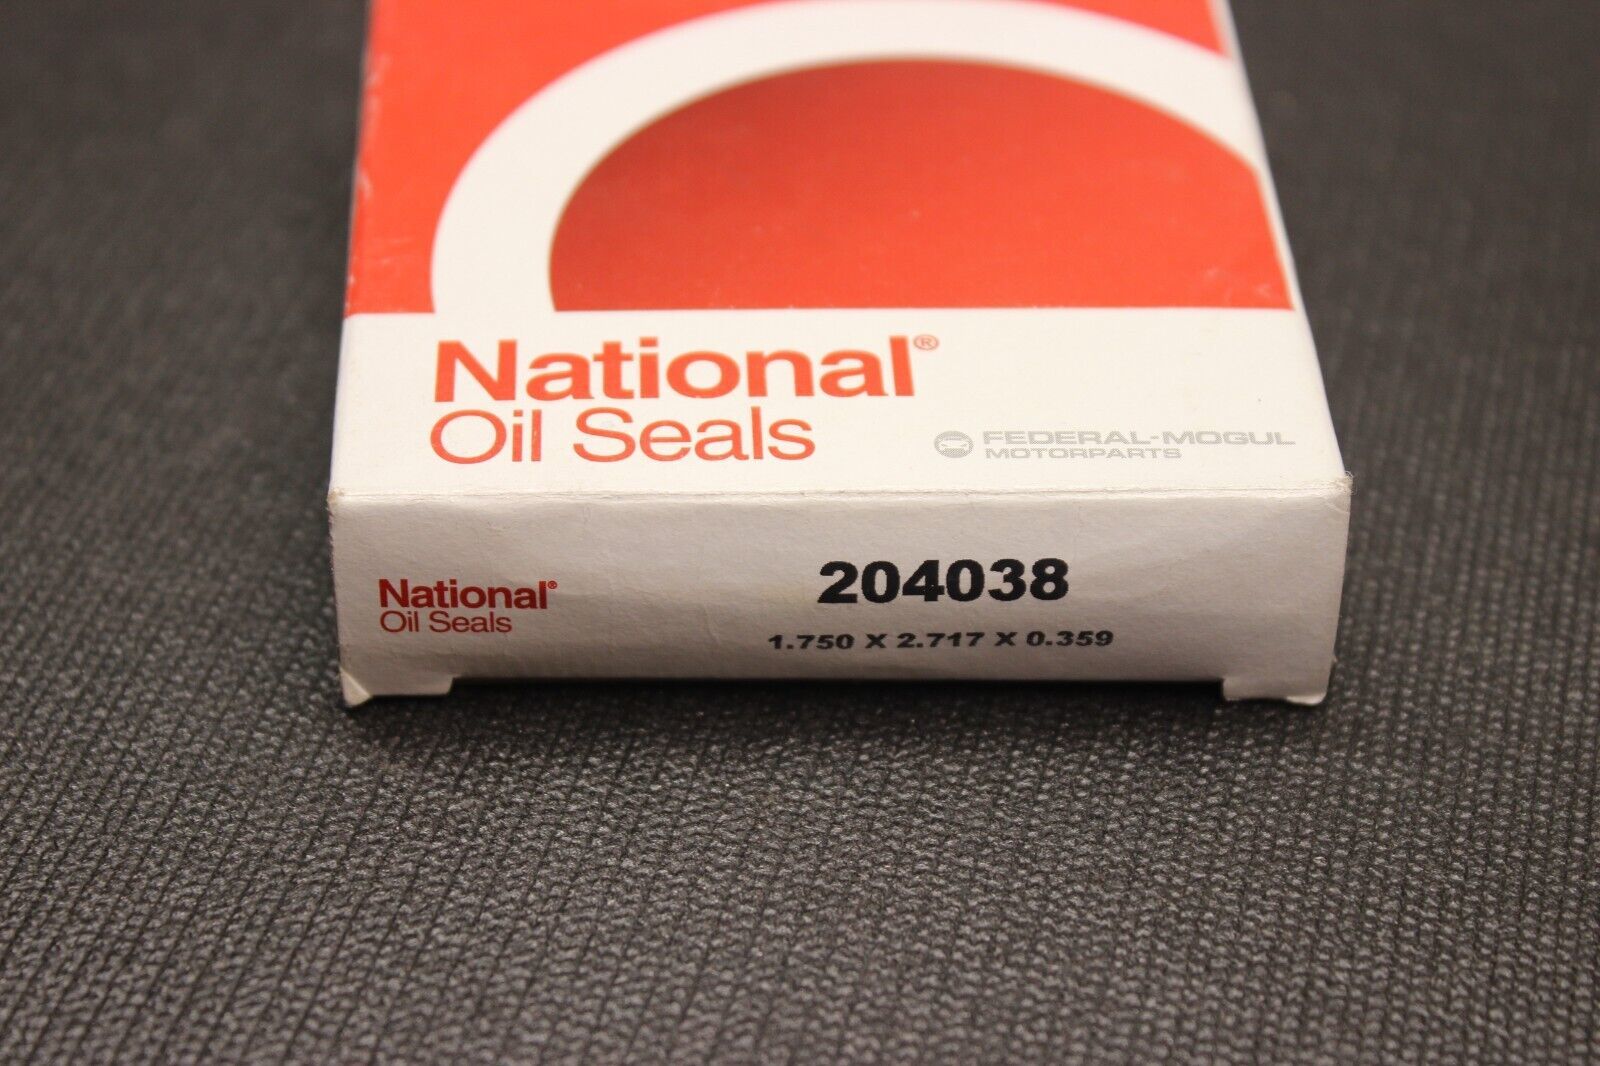 National®
Oil Seals
FEDERAL-MOGUL
MOTORPARTS
National®
Oil Seals
204038
1.750 X 2.717 X 0.359